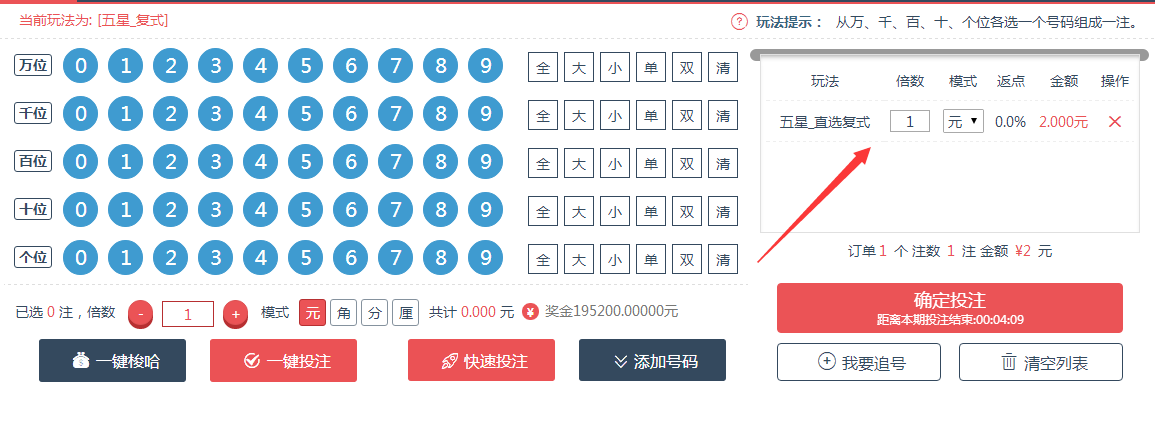 当前玩法为: [五星_复式]
? 玩法提示： 从万、千、百、十、个位各选一个号码组成一注。
万位 0 1 2 3 4 5 6 7 8 9 全 大 小 单 双 清
千位 0 1 2 3 4 5 6 7 8 9 全 大 小 单 双 清
百位 0 1 2 3 4 5 6 7 8 9 全 大 小 单 双 清
十位 0 1 2 3 4 5 6 7 8 9 全 大 小 单 双 清
个位 0 1 2 3 4 5 6 7 8 9 全 大 小 单 双 清
已选 0 注，倍数 - 1 + 模式 元 角 分 厘 共计 0.000 元 ¥ 奖金195200.00000元
一键梭哈 一键投注 快速投注 添加号码
玩法 倍数 模式 返点 金额 操作
五星_直选复式 1 元 0.0% 2.000元
订单 1 个 注数 1 注 金额 ¥2 元
确定投注
距离本期投注结束:00:04:09
我要追号 清空列表